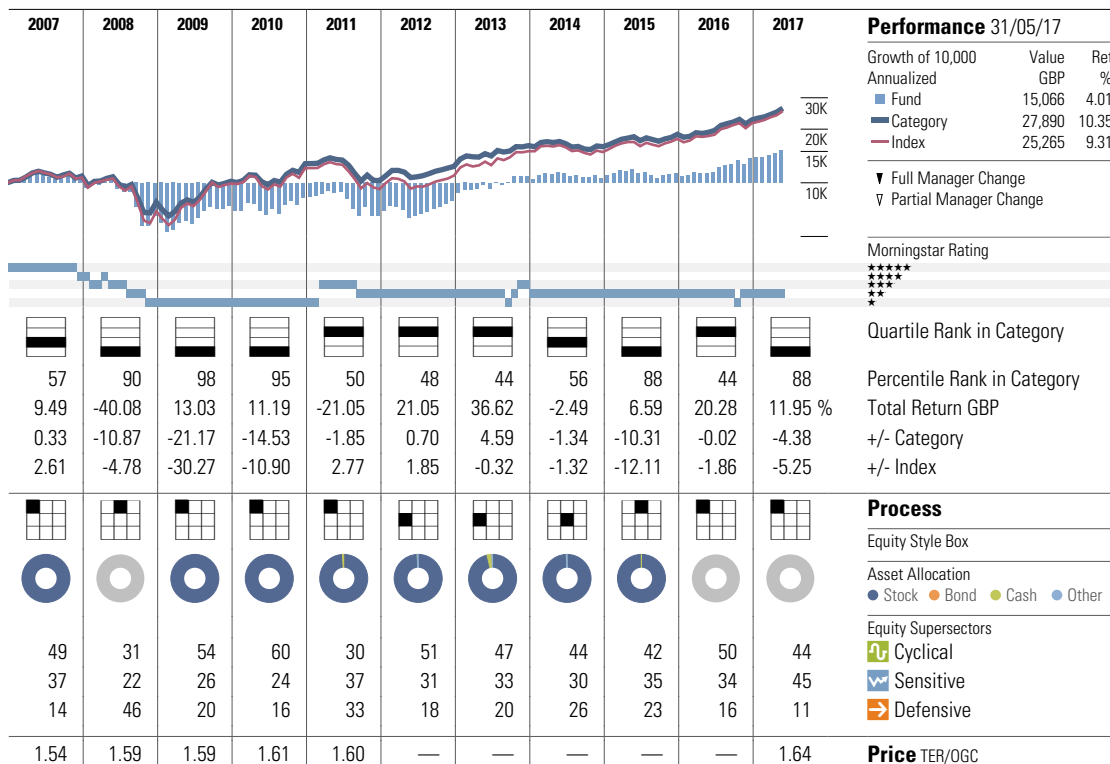 2007 2008 2009 2010 2011 2012 2013 2014 2015 2016 2017 Performance 31/05/17
Growth of 10,000 Value Ret
Annualized GBP %
Fund 15,066 4.01
Category 27,890 10.35
Index 25,265 9.31
30K
20K
15K
10K
▼ Full Manager Change
▽ Partial Manager Change
Morningstar Rating
★★★★★
★★★★
★★★
★★
★
Quartile Rank in Category
57 90 98 95 50 48 44 56 88 44 88 Percentile Rank in Category
9.49 -40.08 13.03 11.19 -21.05 21.05 36.62 -2.49 6.59 20.28 11.95 % Total Return GBP
0.33 -10.87 -21.17 -14.53 -1.85 0.70 4.59 -1.34 -10.31 -0.02 -4.38 +/- Category
2.61 -4.78 -30.27 -10.90 2.77 1.85 -0.32 -1.32 -12.11 -1.86 -5.25 +/- Index
Process
Equity Style Box
Asset Allocation
Stock Bond Cash Other
Equity Supersectors
49 31 54 60 30 51 47 44 42 50 44 Cyclical
37 22 26 24 37 31 33 30 35 34 45 Sensitive
14 46 20 16 33 18 20 26 23 16 11 Defensive
1.54 1.59 1.59 1.61 1.60 — — — — — 1.64 Price TER/OGC